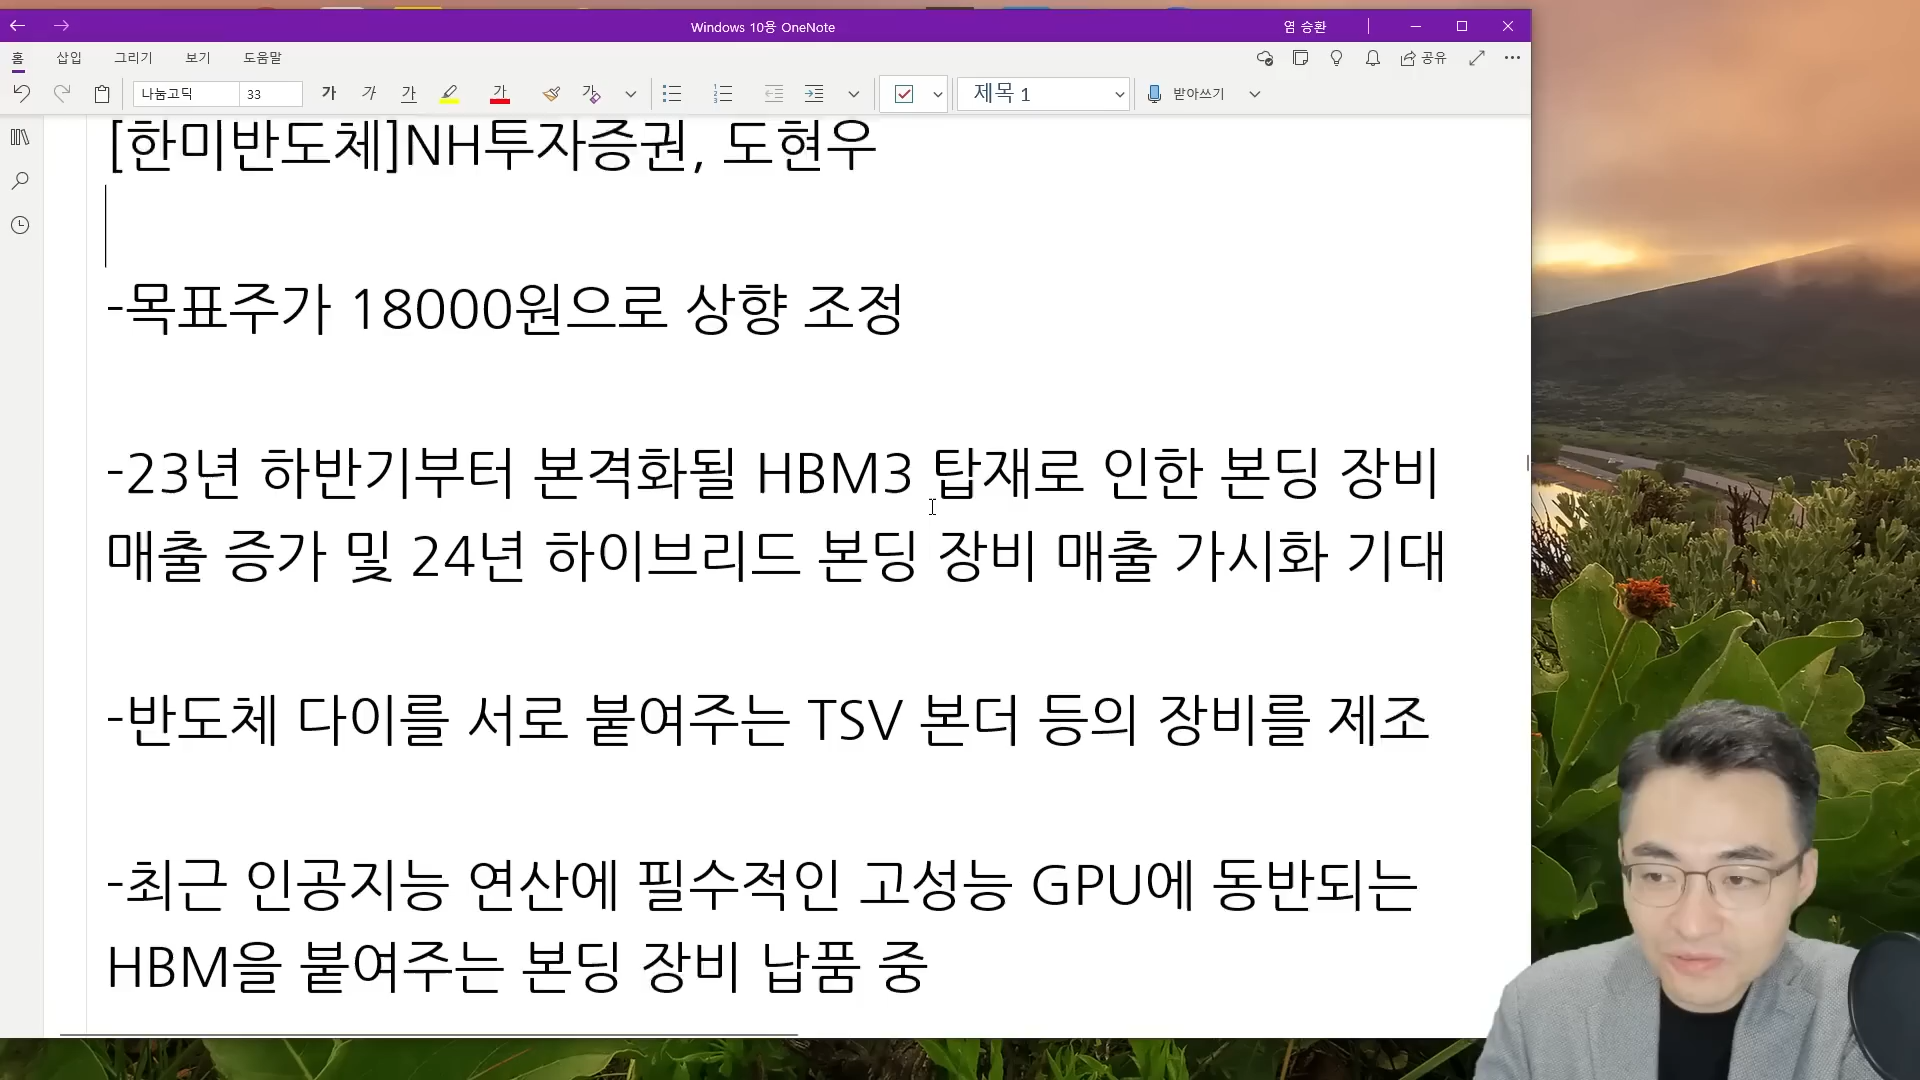 Windows 10용 OneNote
염 승환
홈 삽입 그리기 보기 도움말
공유
나눔고딕 33 가 가 가 가 가 제목 1 받아쓰기
[한미반도체]NH투자증권, 도현우
-목표주가 18000원으로 상향 조정
-23년 하반기부터 본격화될 HBM3 탑재로 인한 본딩 장비
매출 증가 및 24년 하이브리드 본딩 장비 매출 가시화 기대
-반도체 다이를 서로 붙여주는 TSV 본더 등의 장비를 제조
-최근 인공지능 연산에 필수적인 고성능 GPU에 동반되는
HBM을 붙여주는 본딩 장비 납품 중